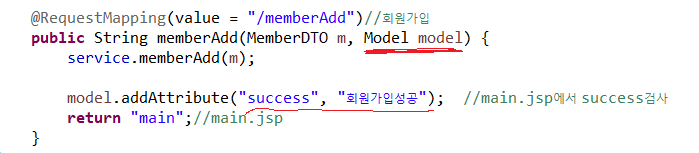 @RequestMapping(value = "/memberAdd")//회원가입
public String memberAdd(MemberDTO m, Model model) {
service.memberAdd(m);
model.addAttribute("success", "회원가입성공"); //main.jsp에서 success검사
return "main";//main.jsp
}